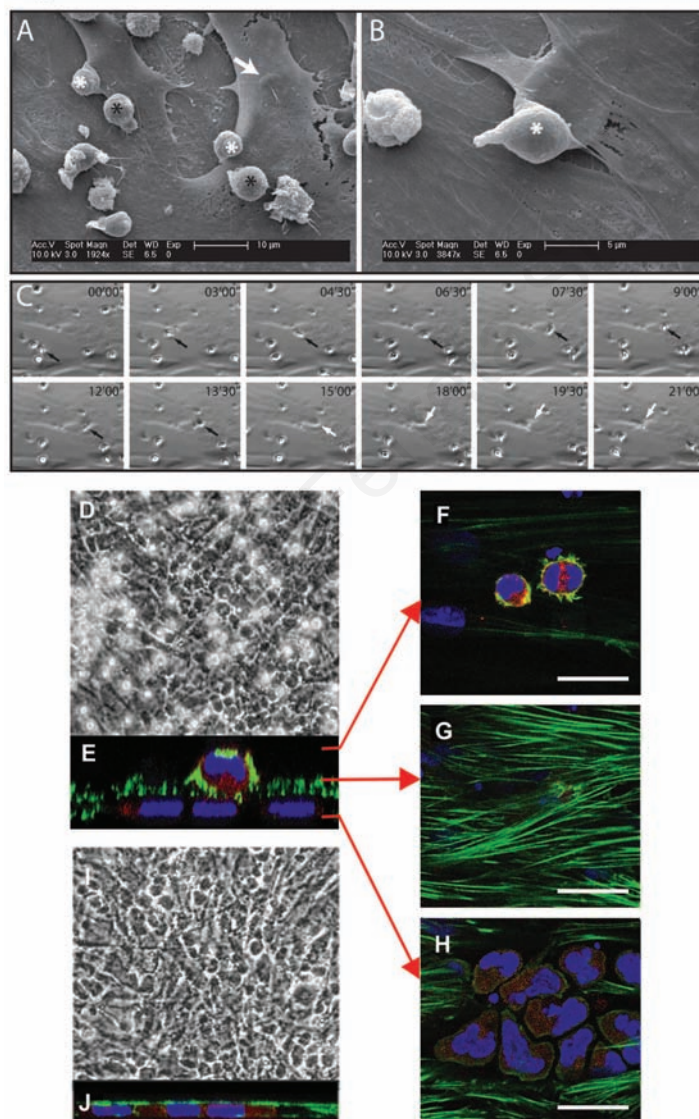 A
B
Acc.V Spot Magn Det WD Exp
10.0 kV 3.0 1924x SE 6.5 0
10 µm
Acc.V Spot Magn Det WD Exp
10.0 kV 3.0 3847x SE 6.5 0
5 µm
C
00'00" 03'00" 04'30" 06'30" 07'30" 9'00"
12'00" 13'30" 15'00" 18'00" 19'30" 21'00"
D
F
E
G
I
H
J